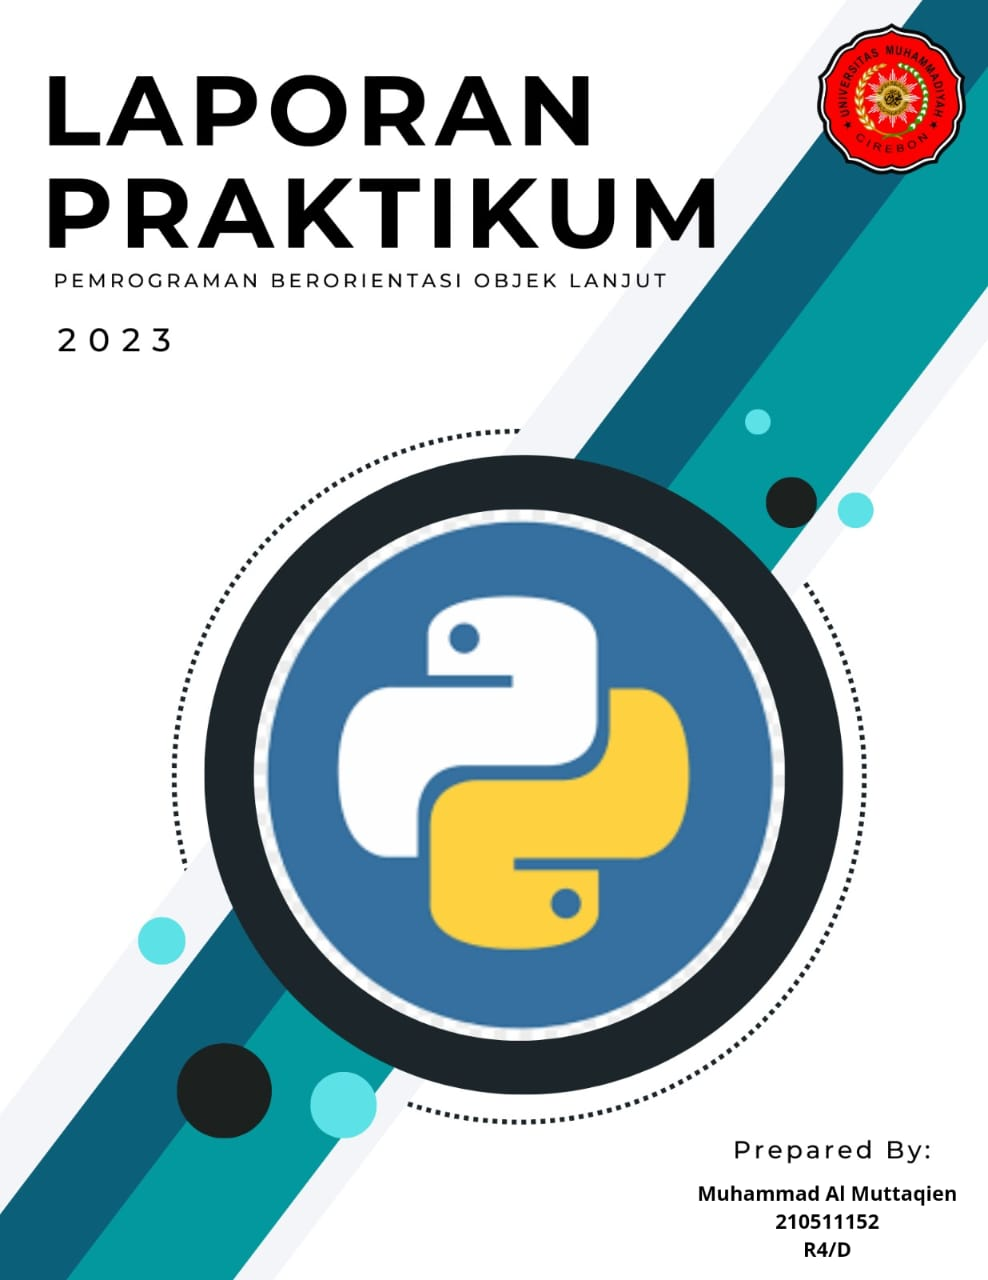 LAPORAN
PRAKTIKUM
PEMROGRAMAN BERORIENTASI OBJEK LANJUT
2023
UNIVERSITAS MUHAMMADIYAH
CIREBON
Prepared By:
Muhammad Al Muttaqien
210511152
R4/D